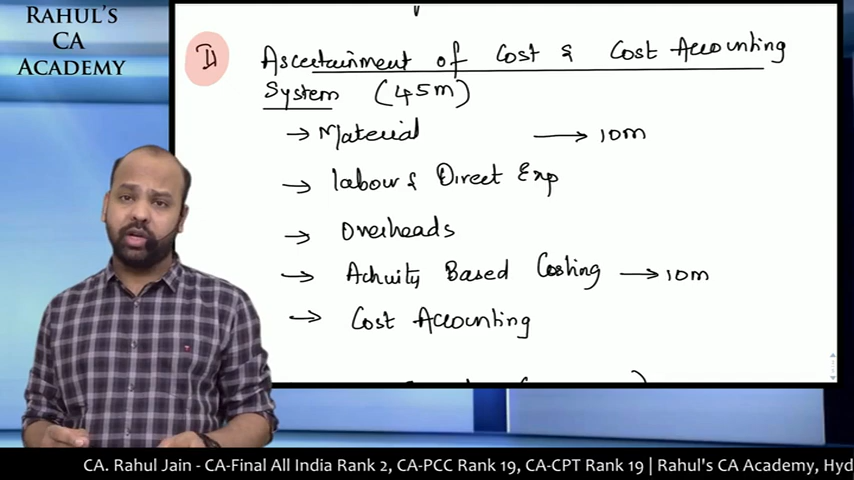 RAHUL'S
CA
ACADEMY
II Ascertainment of Cost & Cost Accounting
System (45m)
→ Material → 10m
→ Labour & Direct Exp
→ Overheads
→ Activity Based Costing → 10m
→ Cost Accounting
CA. Rahul Jain - CA-Final All India Rank 2, CA-PCC Rank 19, CA-CPT Rank 19 | Rahul's CA Academy, Hyd